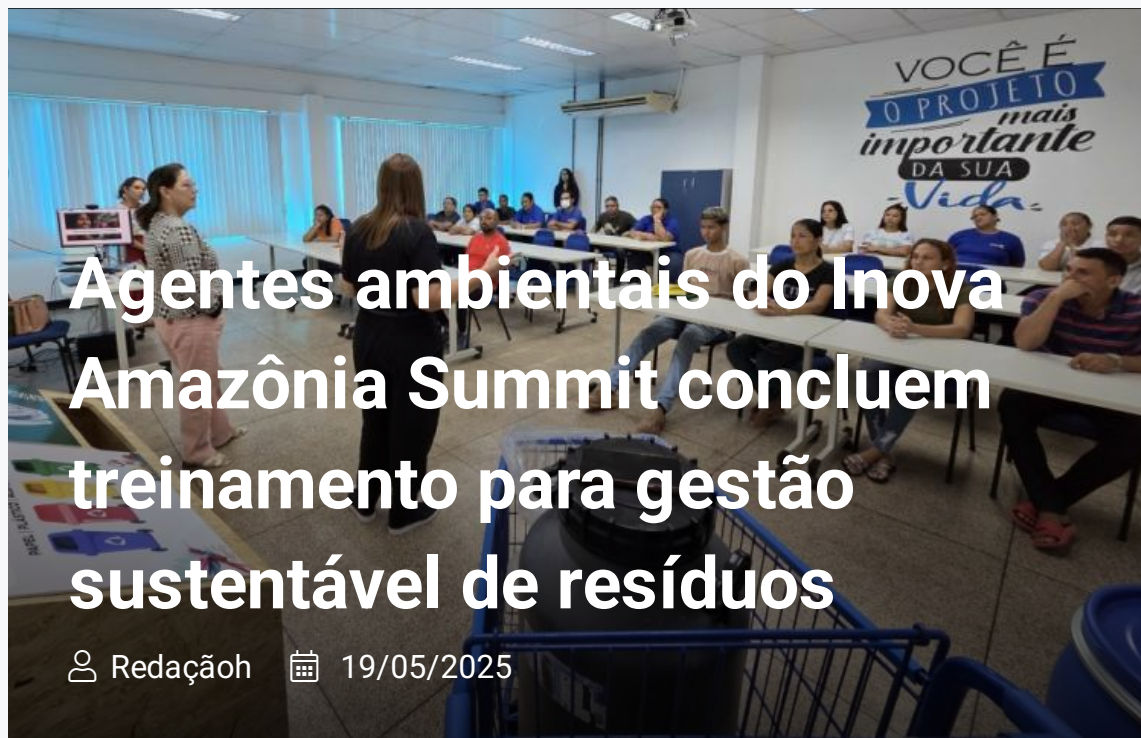 VOCÊ É
O PROJETO
mais
importante
DA SUA
Vida
Agentes ambientais do Inova
Amazônia Summit concluem
treinamento para gestão
sustentável de resíduos
Redaçãoh 19/05/2025